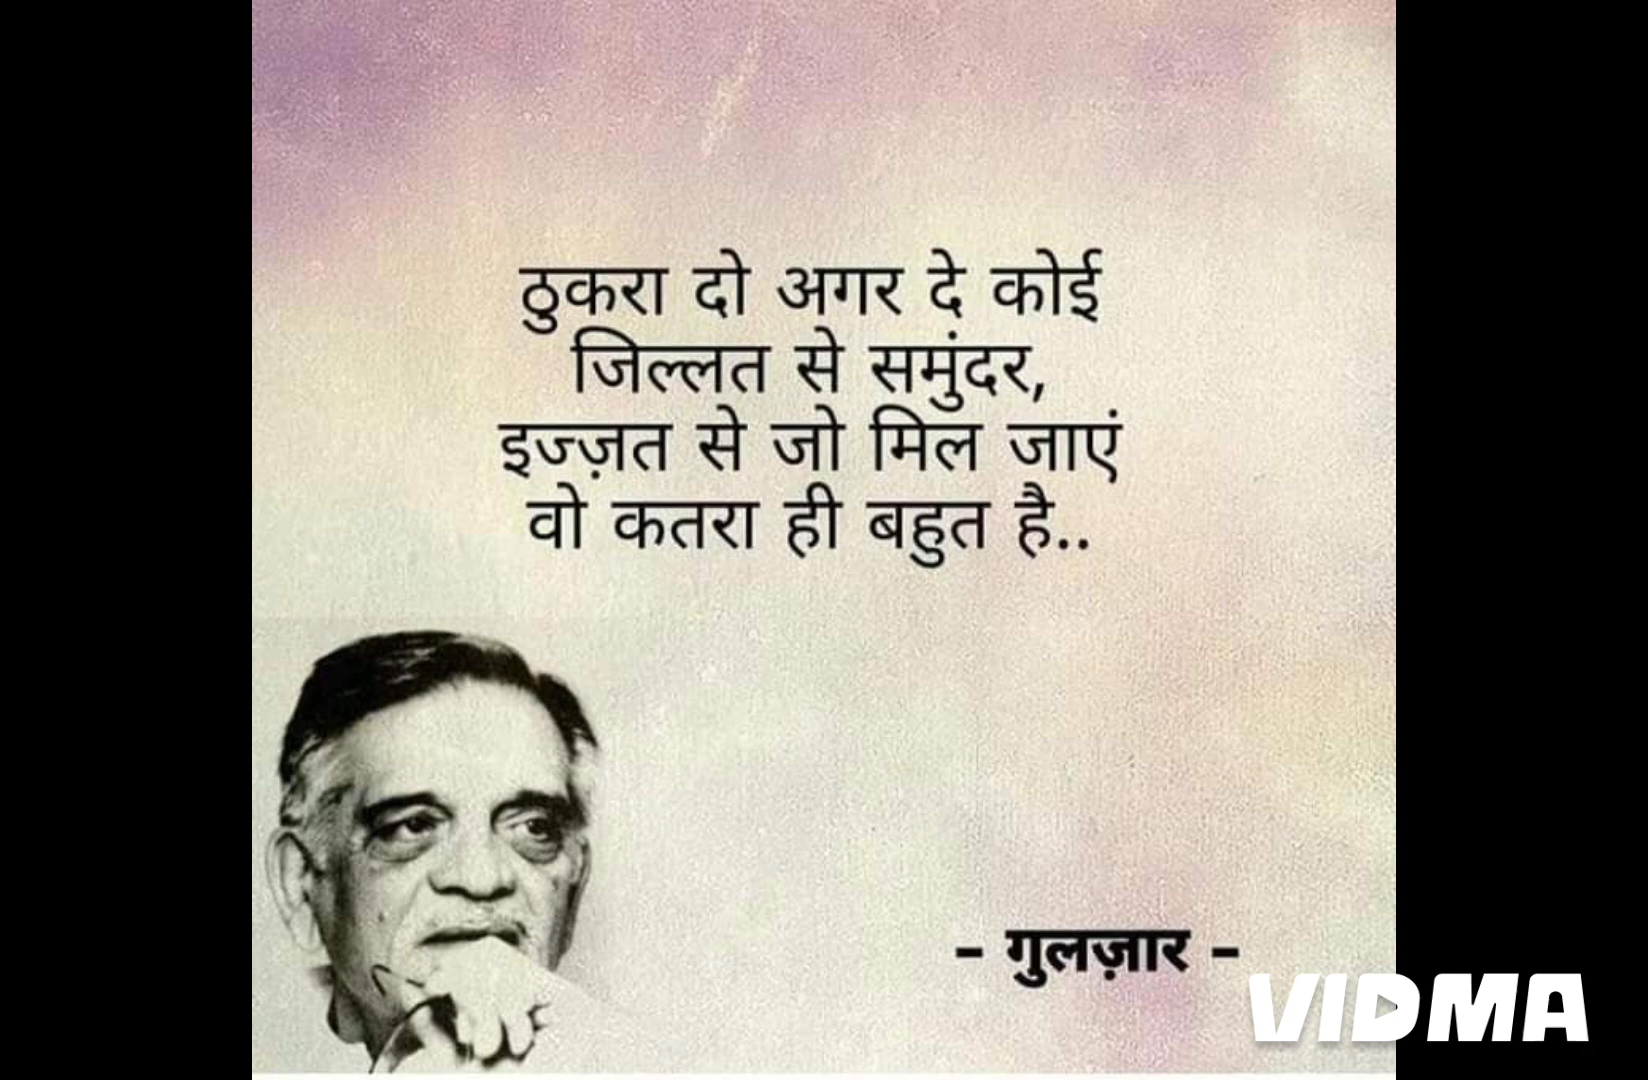 ठुकरा दो अगर दे कोई
जिल्लत से समुंदर,
इज्ज़त से जो मिल जाएं
वो कतरा ही बहुत है..
- गुलज़ार -
VIDMA